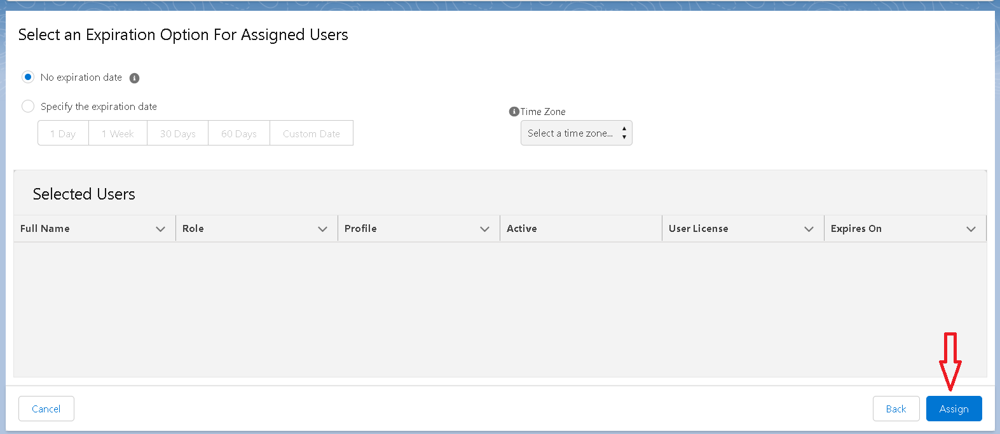 Select an Expiration Option For Assigned Users
No expiration date
Specify the expiration date
Time Zone
1 Day 1 Week 30 Days 60 Days Custom Date
Select a time zone...
Selected Users
Full Name Role Profile Active User License Expires On
Cancel Back Assign